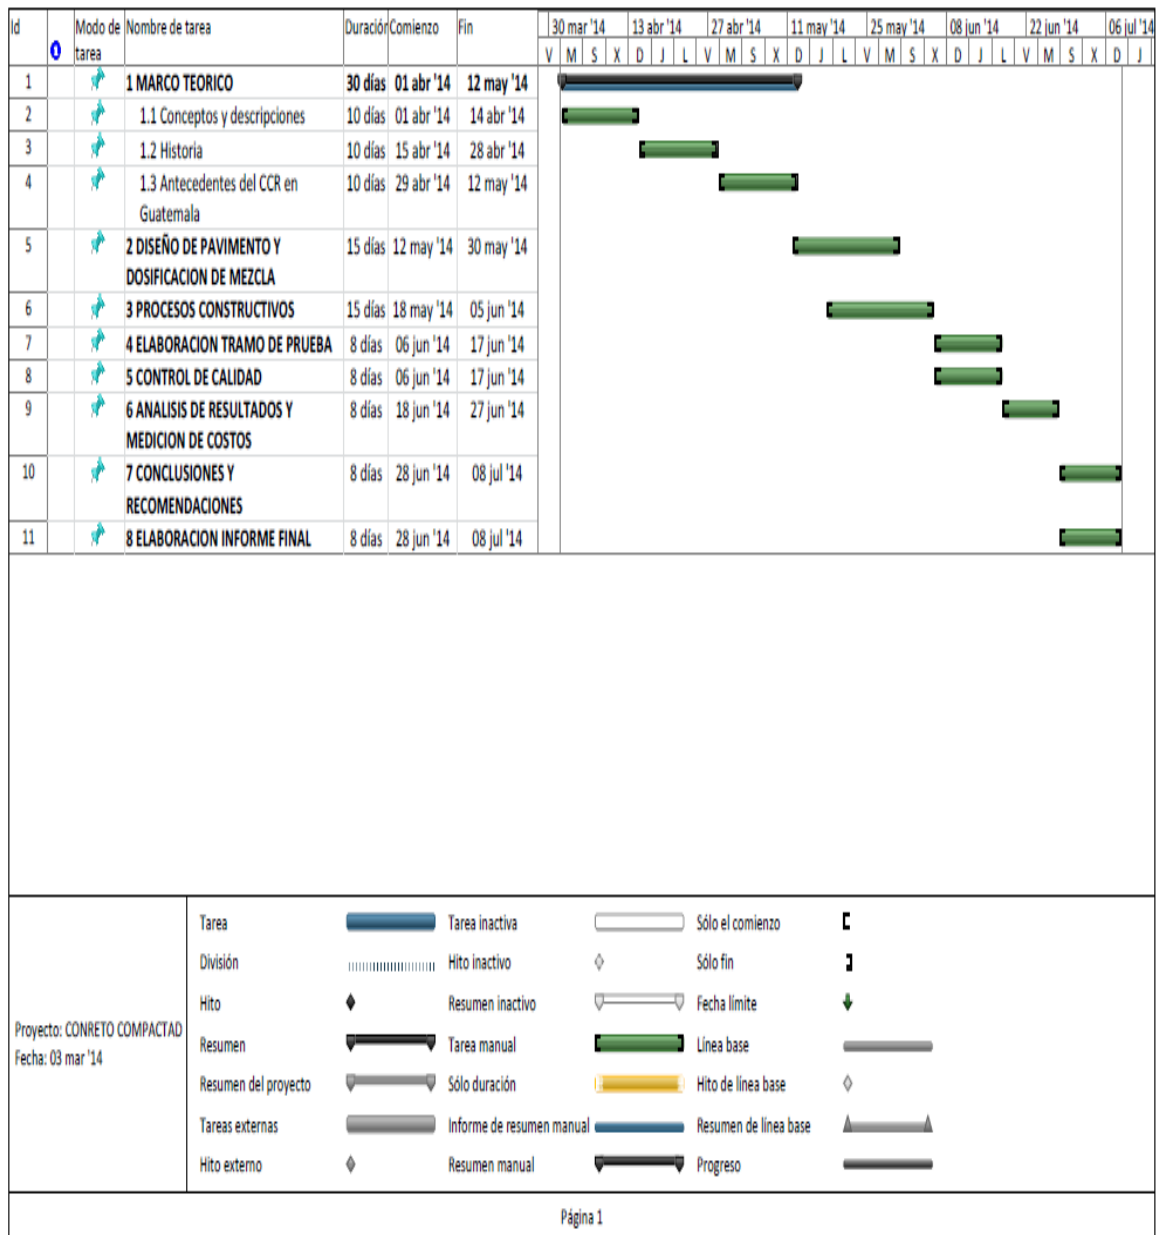 Id Modo de Nombre de tarea Duración Comienzo Fin 30 mar '14 13 abr '14 27 abr '14 11 may '14 25 may '14 08 jun '14 22 jun '14 06 jul '14
tarea V M S X D J L V M S X D J L V M S X D J L V M S X D J
1 1 MARCO TEORICO 30 días 01 abr '14 12 may '14
2 1.1 Conceptos y descripciones 10 días 01 abr '14 14 abr '14
3 1.2 Historia 10 días 15 abr '14 28 abr '14
4 1.3 Antecedentes del CCR en 10 días 29 abr '14 12 may '14
Guatemala
5 2 DISEÑO DE PAVIMENTO Y 15 días 12 may '14 30 may '14
DOSIFICACION DE MEZCLA
6 3 PROCESOS CONSTRUCTIVOS 15 días 18 may '14 05 jun '14
7 4 ELABORACION TRAMO DE PRUEBA 8 días 06 jun '14 17 jun '14
8 5 CONTROL DE CALIDAD 8 días 06 jun '14 17 jun '14
9 6 ANALISIS DE RESULTADOS Y 8 días 18 jun '14 27 jun '14
MEDICION DE COSTOS
10 7 CONCLUSIONES Y 8 días 28 jun '14 08 jul '14
RECOMENDACIONES
11 8 ELABORACION INFORME FINAL 8 días 28 jun '14 08 jul '14
Proyecto: CONRETO COMPACTAD
Fecha: 03 mar '14
Tarea Tarea inactiva Sólo el comienzo
División Hito inactivo Sólo fin
Hito Resumen inactivo Fecha límite
Resumen Tarea manual Línea base
Resumen del proyecto Sólo duración Hito de línea base
Tareas externas Informe de resumen manual Resumen de línea base
Hito externo Resumen manual Progreso
Página 1